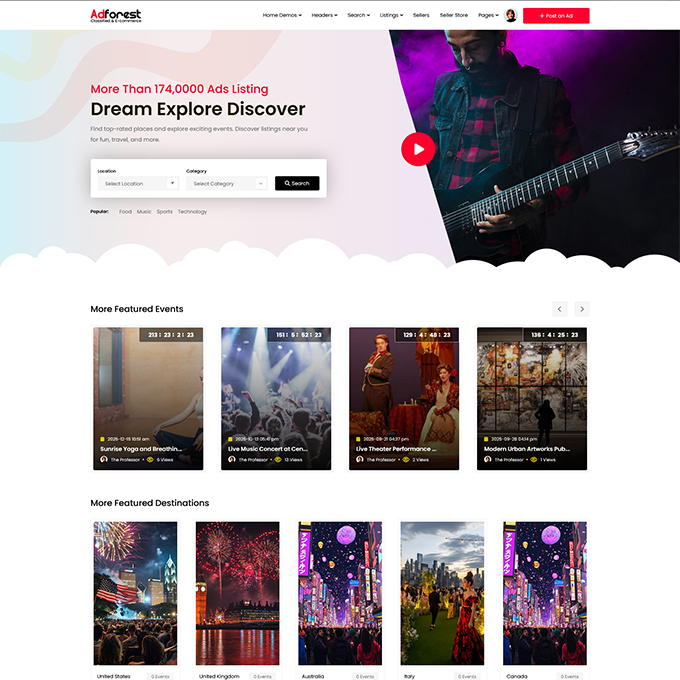 Adforest
Classified & E-commerce
Home Demos Headers Search Listings Sellers Seller Store Pages + Post an Ad
More Than 174,0000 Ads Listing
Dream Explore Discover
Find top-rated places and explore exciting events. Discover listings near you
for fun, travel, and more.
Location Category
Select Location Select Category Search
Popular: Food Music Sports Technology
More Featured Events
213 : 23 : 2 : 23 151 : 5 : 52 : 23 129 : 4 : 48 : 23 136 : 4 : 25 : 23
2025-12-15 10:51 am 2025-10-13 05:41 pm 2025-09-21 04:37 pm 2025-09-28 04:14 pm
Sunrise Yoga and Breathin... Live Music Concert at Cen... Live Theater Performance ... Modern Urban Artworks Pub...
The Professor • 5 Views The Professor • 13 Views The Professor • 2 Views The Professor • 1 Views
More Featured Destinations
United States 0 Events United Kingdom 0 Events Australia 0 Events Italy 0 Events Canada 0 Events